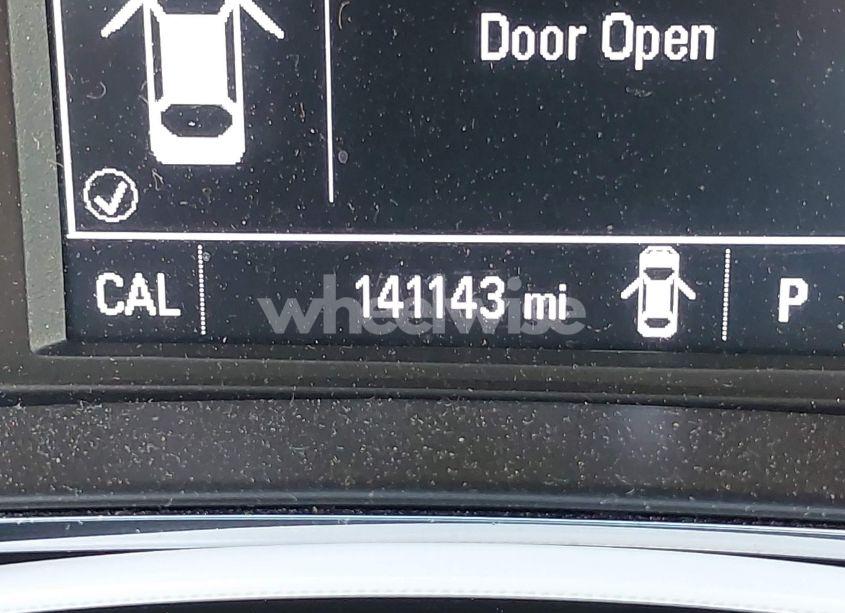 Door Open
CAL 141143 mi P
wheelwise